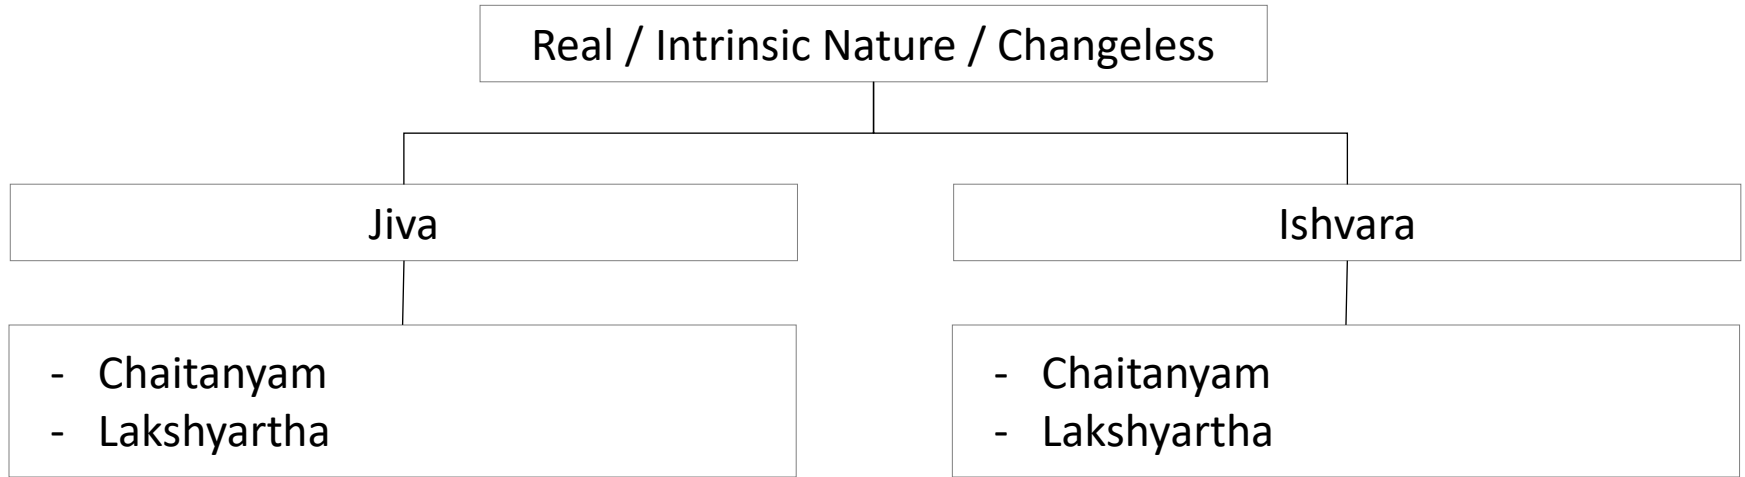 Real / Intrinsic Nature / Changeless
Jiva
Ishvara
- Chaitanyam
- Lakshyartha
- Chaitanyam
- Lakshyartha